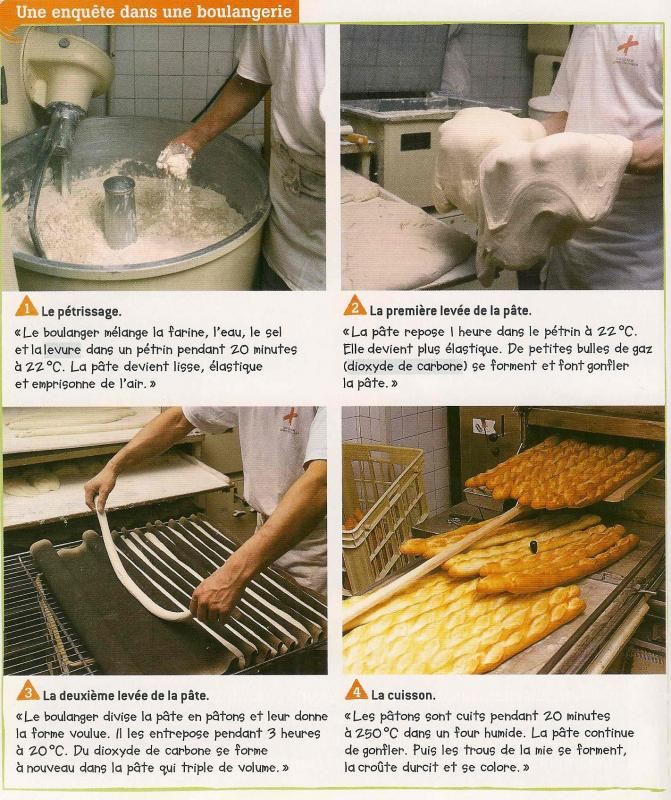 Une enquête dans une boulangerie
1 Le pétrissage.
« Le boulanger mélange la farine, l'eau, le sel
et la levure dans un pétrin pendant 20 minutes
à 22 °C. La pâte devient lisse, élastique
et emprisonne de l'air. »
2 La première levée de la pâte.
« La pâte repose 1 heure dans le pétrin à 22 °C.
Elle devient plus élastique. De petites bulles de gaz
(dioxyde de carbone) se forment et font gonfler
la pâte. »
3 La deuxième levée de la pâte.
« Le boulanger divise la pâte en pâtons et leur donne
la forme voulue. Il les entrepose pendant 3 heures
à 20 °C. Du dioxyde de carbone se forme
à nouveau dans la pâte qui triple de volume. »
4 La cuisson.
« Les pâtons sont cuits pendant 20 minutes
à 250 °C dans un four humide. La pâte continue
de gonfler. Puis les trous de la mie se forment,
la croûte durcit et se colore. »